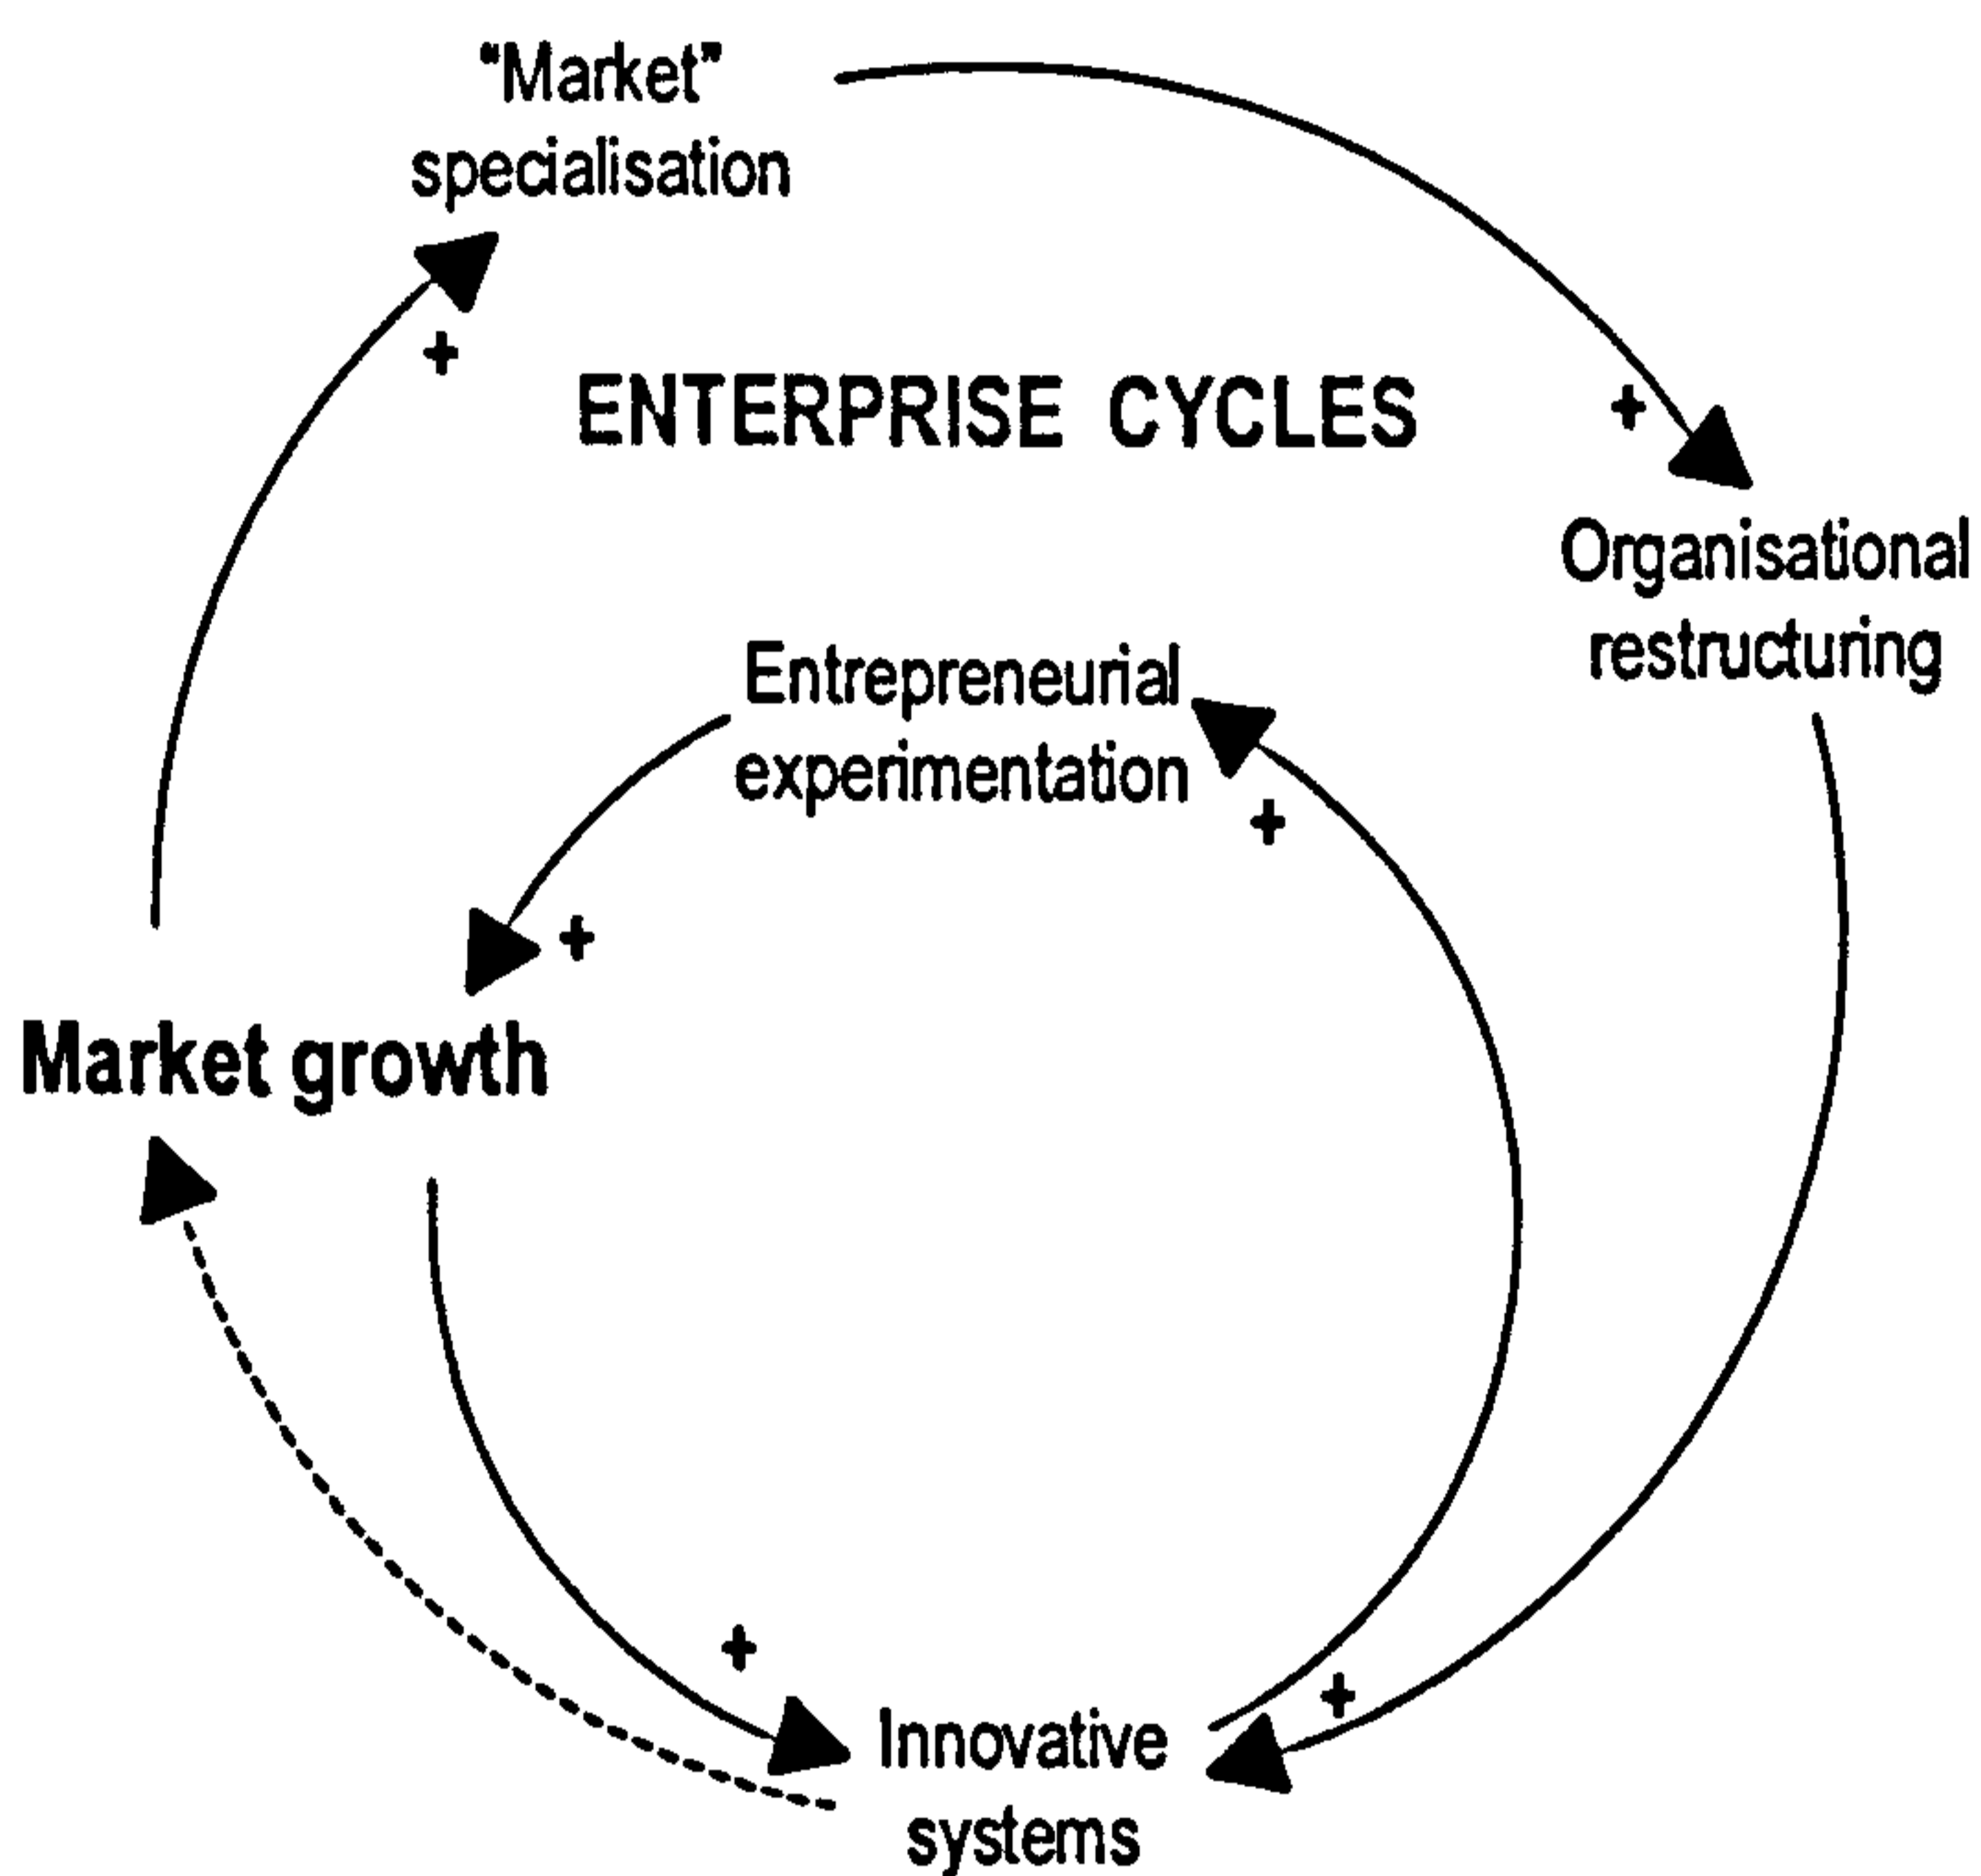 “Market”
specialisation
+
ENTERPRISE CYCLES
+
Organisational
restructuring
Entrepreneurial
experimentation
+
+
Market growth
+
+
Innovative
systems